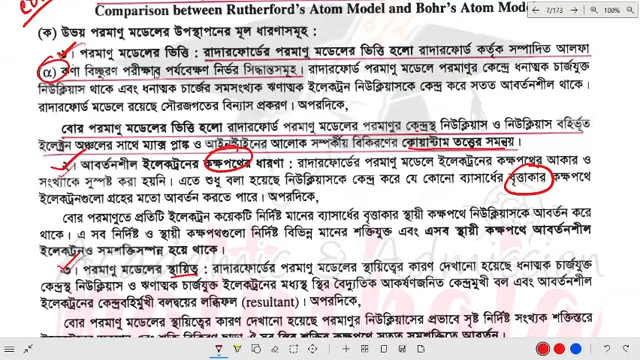 Comparison between Rutherford's Atom Model and Bohr's Atom Mode
7/173
(ক) উভয় পরমাণু মডেলের উপস্থাপনের মূল ধারণাসমূহ :
১. পরমাণু মডেলের ভিত্তি : রাদারফোর্ডের পরমাণু মডেলের ভিত্তি হলো রাদারফোর্ড কর্তৃক সম্পাদিত আলফা
(α) কণা বিচ্ছুরণ পরীক্ষার পর্যবেক্ষণ নির্ভর সিদ্ধান্তসমূহ। রাদারফোর্ড মডেলে পরমাণুর কেন্দ্রে ধনাত্মক চার্জযুক্ত
নিউক্লিয়াস থাকে এবং ধনাত্মক চার্জের সমসংখ্যক ঋণাত্মক ইলেকট্রন নিউক্লিয়াসকে কেন্দ্র করে সতত আবর্তনশীল থাকে।
রাদারফোর্ড মডেলে রয়েছে সৌরজগতের বিন্যাস প্রকরণ। অপরদিকে,
বোর পরমাণু মডেলের ভিত্তি হলো রাদারফোর্ড পরমাণু মডেলের পরমাণুর কেন্দ্রস্থ নিউক্লিয়াস ও নিউক্লিয়াস বহির্ভূত
ইলেকট্রন অঞ্চলের সাথে ম্যাক্স প্লাঙ্ক ও আইনস্টাইনের আলোক সম্পর্কীয় বিকিরণের কোয়ান্টাম তত্ত্বের সমন্বয়।
২. আবর্তনশীল ইলেকট্রনের কক্ষপথের ধারণা : রাদারফোর্ডের পরমাণু মডেলে ইলেকট্রনের কক্ষপথের আকার ও
সংখ্যাকে সুস্পষ্ট করা হয়নি। এতে শুধু বলা হয়েছে নিউক্লিয়াসকে কেন্দ্র করে যে কোনো ব্যাসার্ধের বৃত্তাকার কক্ষপথে
ইলেকট্রনগুলো গ্রহের মতো আবর্তন করতে পারে। অপরদিকে,
বোর পরমাণুতে প্রতিটি ইলেকট্রন কয়েকটি নির্দিষ্ট মানের ব্যাসার্ধের বৃত্তাকার স্থায়ী কক্ষপথে নিউক্লিয়াসকে আবর্তন করে
থাকে। এ সব নির্দিষ্ট ও স্থায়ী কক্ষপথগুলো নির্দিষ্ট বিভিন্ন মানের শক্তিযুক্ত এবং এসব স্থায়ী কক্ষপথে আবর্তনশীল
ইলেকট্রনও সমশক্তিসম্পন্ন হয়ে থাকে।
৩. পরমাণু মডেলের স্থায়িত্ব : রাদারফোর্ডের পরমাণু মডেলের স্থায়িত্বের কারণ দেখানো হয়েছে ধনাত্মক চার্জযুক্ত
কেন্দ্রস্থ নিউক্লিয়াস ও ঋণাত্মক চার্জযুক্ত ইলেকট্রনের মধ্যস্থ স্থির বৈদ্যুতিক আকর্ষণজনিত কেন্দ্রমুখী বল এবং আবর্তনশীল
ইলেকট্রনের কেন্দ্রবহির্মুখী বলদ্বয়ের লব্ধিফল (resultant)। অপরদিকে,
বোর পরমাণু মডেলের স্থায়িত্বের কারণ দেখানো হয়েছে পরমাণুর নিউক্লিয়াসের প্রভাবে সৃষ্ট নির্দিষ্ট সংখ্যক শক্তিস্তরে